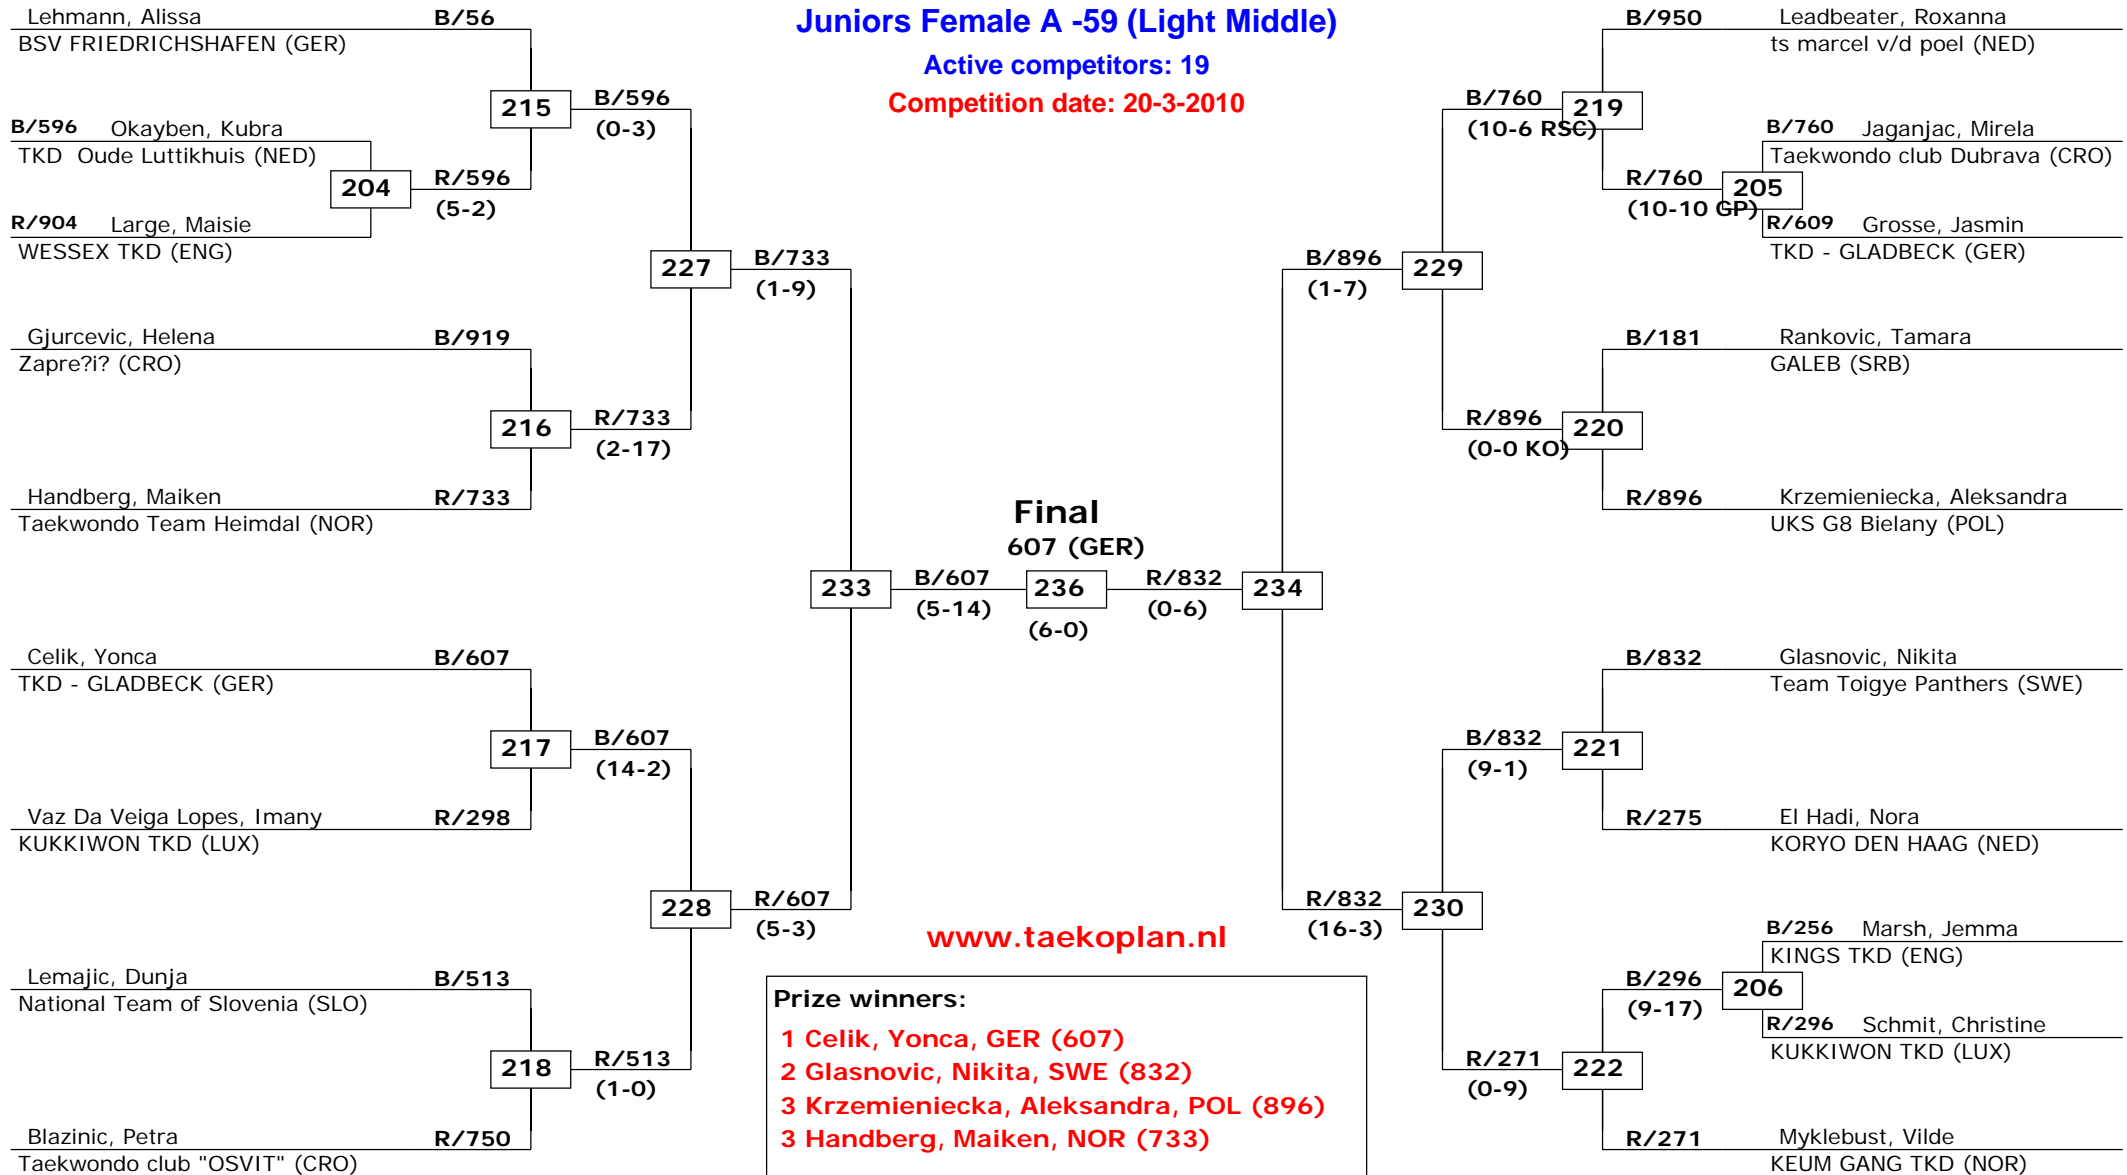 Juniors Female A -59 (Light Middle)
Active competitors: 19
Competition date: 20-3-2010
Lehmann, Alissa B/56
BSV FRIEDRICHSHAFEN (GER)
215 B/596
(0-3)
B/596 Okayben, Kubra
TKD Oude Luttikhuis (NED)
204 R/596
(5-2)
R/904 Large, Maisie
WESSEX TKD (ENG)
227 B/733
(1-9)
Gjurcevic, Helena B/919
Zapre?i? (CRO)
216 R/733
(2-17)
Handberg, Maiken R/733
Taekwondo Team Heimdal (NOR)
233 B/607
(5-14)
Celik, Yonca B/607
TKD - GLADBECK (GER)
217 B/607
(14-2)
Vaz Da Veiga Lopes, Imany R/298
KUKKIWON TKD (LUX)
228 R/607
(5-3)
Lemajic, Dunja B/513
National Team of Slovenia (SLO)
218 R/513
(1-0)
Blazinic, Petra R/750
Taekwondo club "OSVIT" (CRO)
Final
607 (GER)
236
(6-0)
R/832 234
(0-6)
B/950 Leadbeater, Roxanna
ts marcel v/d poel (NED)
B/760 219
(10-6 RSC)
B/760 Jaganjac, Mirela
Taekwondo club Dubrava (CRO)
R/760 205
(10-10 GP)
R/609 Grosse, Jasmin
TKD - GLADBECK (GER)
B/896 229
(1-7)
B/181 Rankovic, Tamara
GALEB (SRB)
R/896 220
(0-0 KO)
R/896 Krzemieniecka, Aleksandra
UKS G8 Bielany (POL)
B/832 Glasnovic, Nikita
Team Toigye Panthers (SWE)
B/832 221
(9-1)
R/275 El Hadi, Nora
KORYO DEN HAAG (NED)
R/832 230
(16-3)
B/256 Marsh, Jemma
KINGS TKD (ENG)
B/296 206
(9-17)
R/296 Schmit, Christine
KUKKIWON TKD (LUX)
R/271 222
(0-9)
R/271 Myklebust, Vilde
KEUM GANG TKD (NOR)
www.taekoplan.nl
Prize winners:
1 Celik, Yonca, GER (607)
2 Glasnovic, Nikita, SWE (832)
3 Krzemieniecka, Aleksandra, POL (896)
3 Handberg, Maiken, NOR (733)